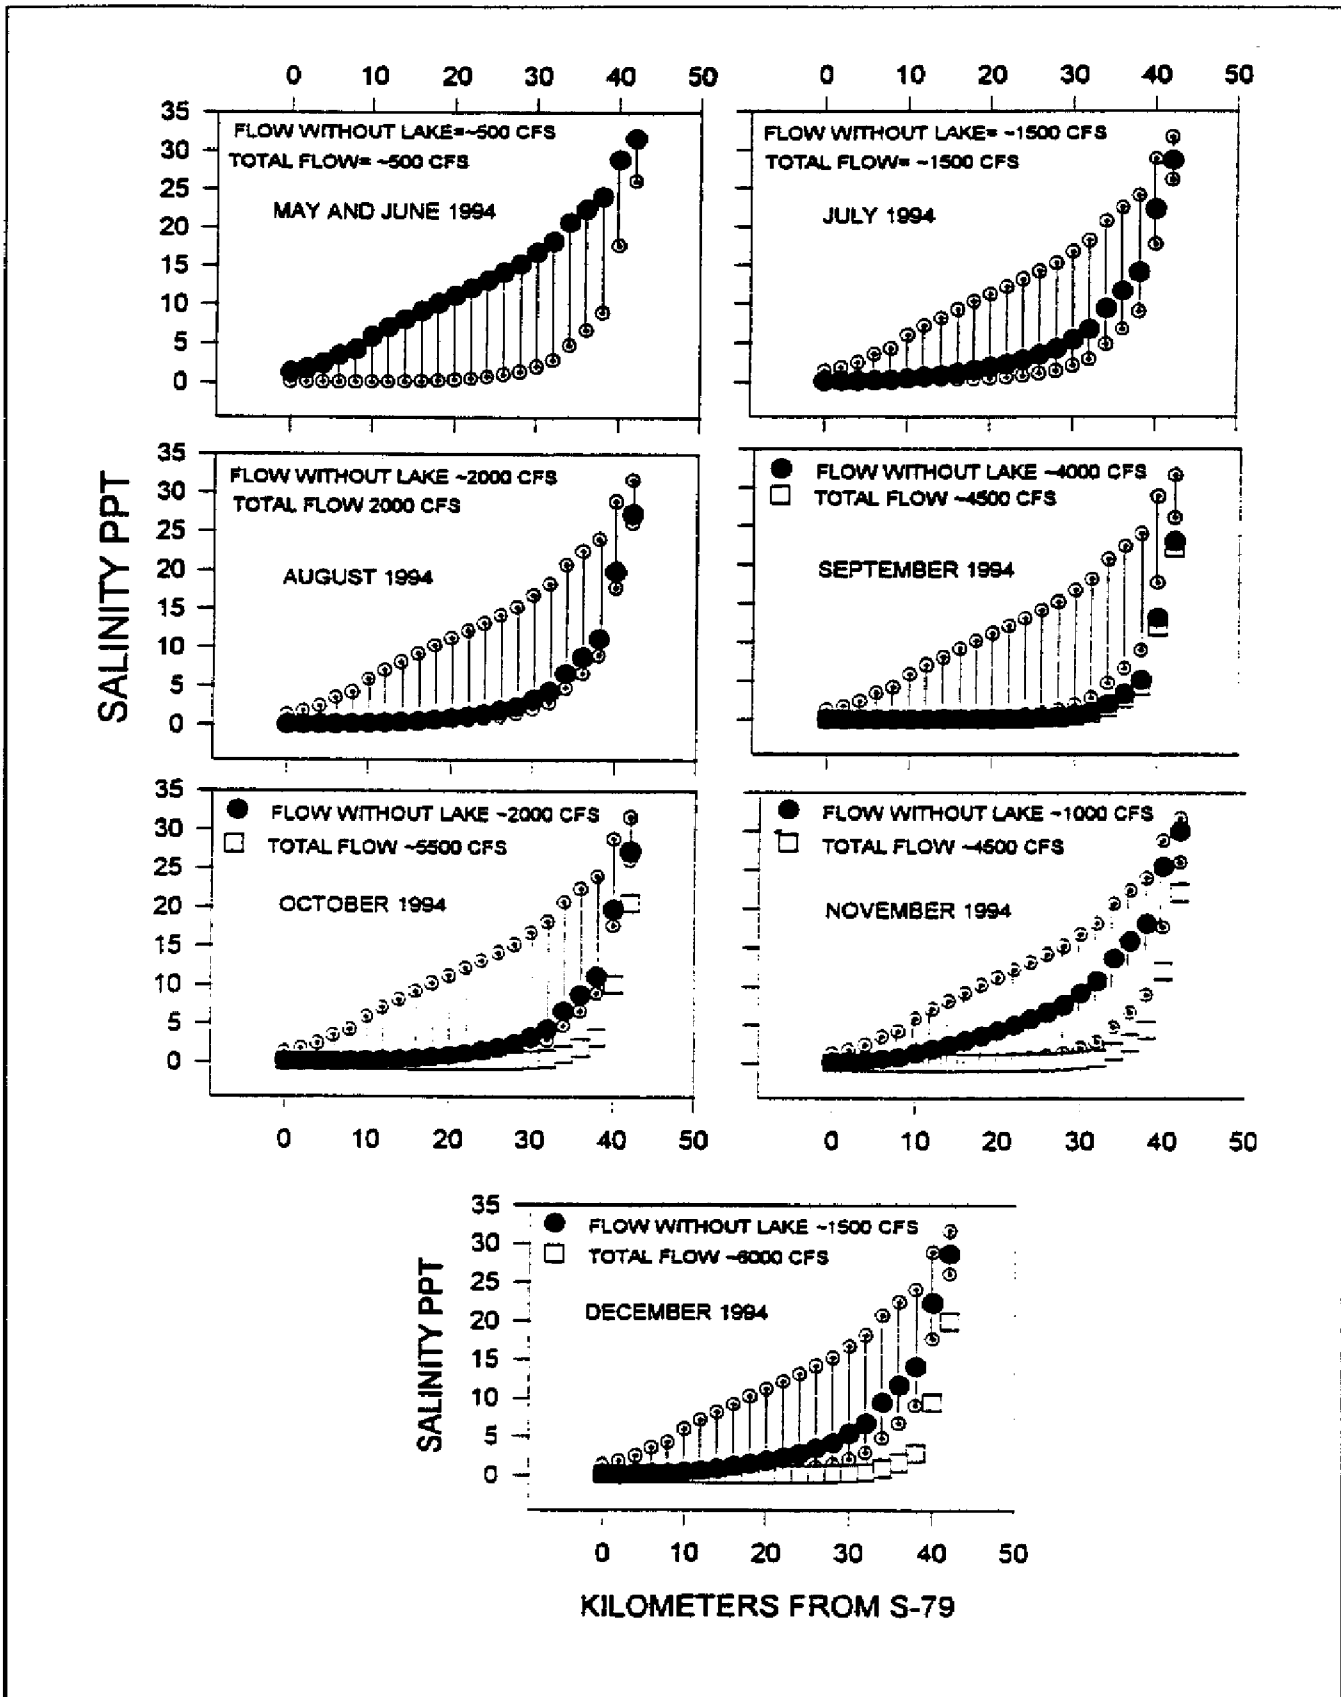 0 10 20 30 40 50
0 10 20 30 40 50
35
30
25
20
15
10
5
0
FLOW WITHOUT LAKE=~500 CFS
TOTAL FLOW= ~500 CFS
MAY AND JUNE 1994
FLOW WITHOUT LAKE= ~1500 CFS
TOTAL FLOW= ~1500 CFS
JULY 1994
SALINITY PPT
35
30
25
20
15
10
5
0
FLOW WITHOUT LAKE ~2000 CFS
TOTAL FLOW 2000 CFS
AUGUST 1994
FLOW WITHOUT LAKE ~4000 CFS
TOTAL FLOW ~4500 CFS
SEPTEMBER 1994
35
30
25
20
15
10
5
0
FLOW WITHOUT LAKE ~2000 CFS
TOTAL FLOW ~5500 CFS
OCTOBER 1994
FLOW WITHOUT LAKE ~1000 CFS
TOTAL FLOW ~4500 CFS
NOVEMBER 1994
0 10 20 30 40 50
0 10 20 30 40 50
SALINITY PPT
35
30
25
20
15
10
5
0
FLOW WITHOUT LAKE ~1500 CFS
TOTAL FLOW ~6000 CFS
DECEMBER 1994
0 10 20 30 40 50
KILOMETERS FROM S-79